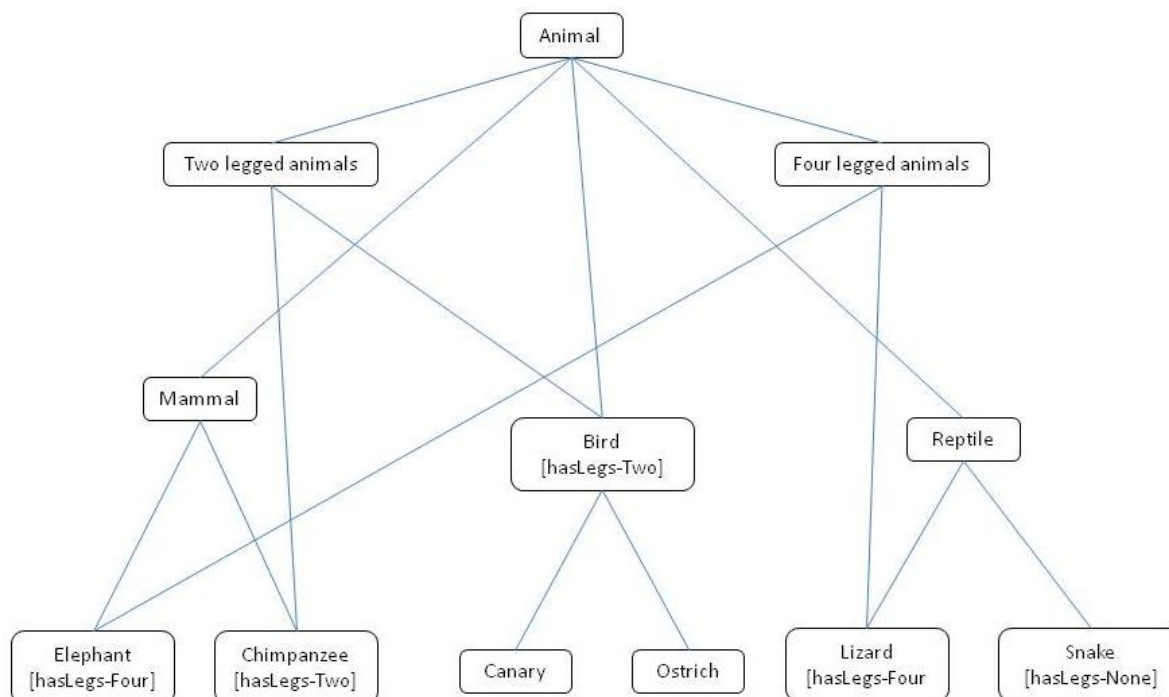 Animal
Two legged animals
Four legged animals
Mammal
Bird
[hasLegs-Two]
Reptile
Elephant
[hasLegs-Four]
Chimpanzee
[hasLegs-Two]
Canary
Ostrich
Lizard
[hasLegs-Four
Snake
[hasLegs-None]